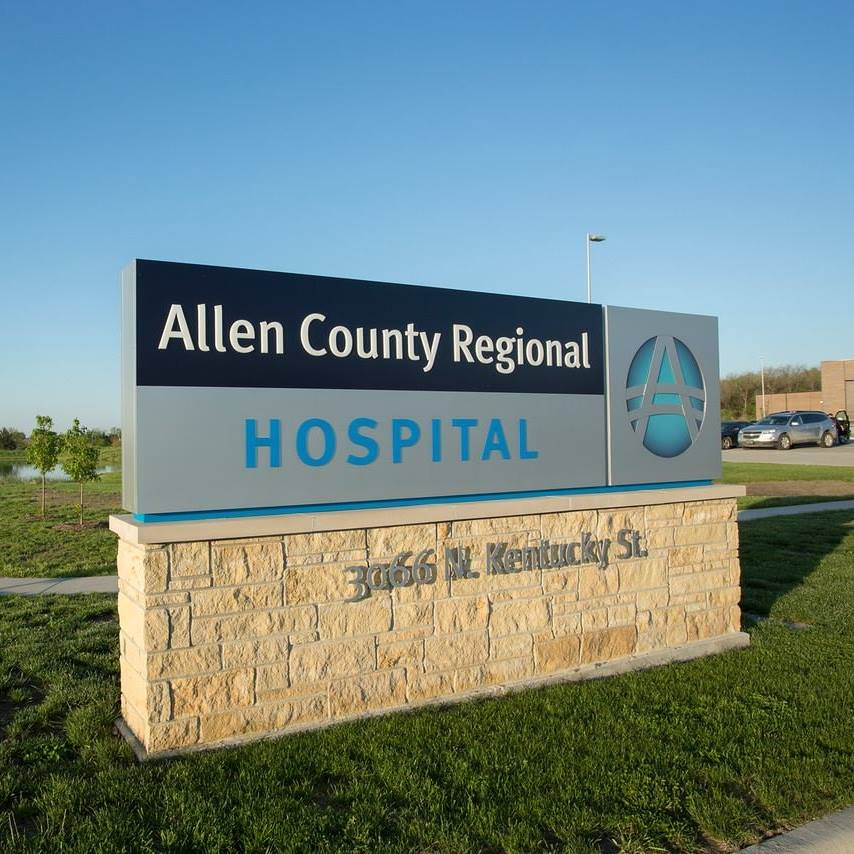 Allen County Regional
HOSPITAL
3066 N. Kentucky St.